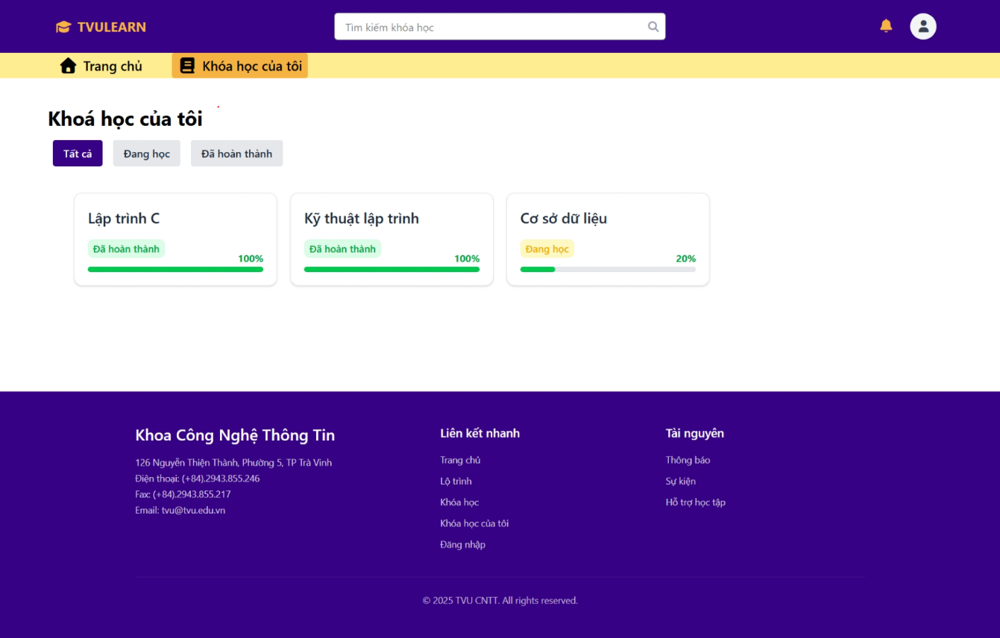 TVULEARN
Tìm kiếm khóa học
Trang chủ
Khóa học của tôi
Khoá học của tôi
Tất cả
Đang học
Đã hoàn thành
Lập trình C
Đã hoàn thành
100%
Kỹ thuật lập trình
Đã hoàn thành
100%
Cơ sở dữ liệu
Đang học
20%
Khoa Công Nghệ Thông Tin
126 Nguyễn Thiện Thành, Phường 5, TP Trà Vinh
Điện thoại: (+84).2943.855.246
Fax: (+84).2943.855.217
Email: tvu@tvu.edu.vn
Liên kết nhanh
Trang chủ
Lộ trình
Khóa học
Khóa học của tôi
Đăng nhập
Tài nguyên
Thông báo
Sự kiện
Hỗ trợ học tập
© 2025 TVU CNTT. All rights reserved.